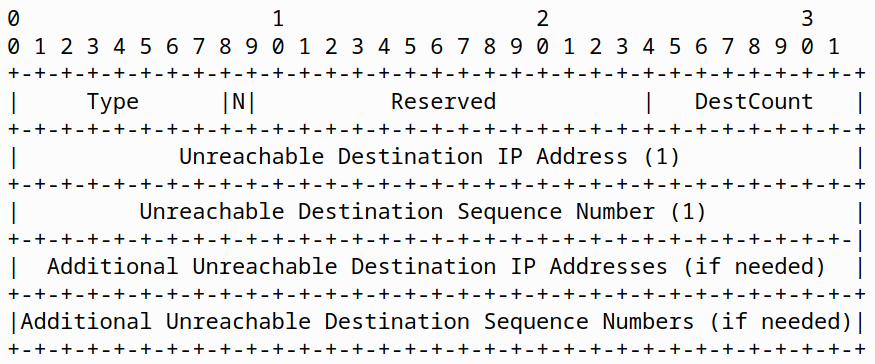 0                   1                   2                   3
0 1 2 3 4 5 6 7 8 9 0 1 2 3 4 5 6 7 8 9 0 1 2 3 4 5 6 7 8 9 0 1
+-+-+-+-+-+-+-+-+-+-+-+-+-+-+-+-+-+-+-+-+-+-+-+-+-+-+-+-+-+-+-+-+
|     Type      |N|          Reserved           |   DestCount   |
+-+-+-+-+-+-+-+-+-+-+-+-+-+-+-+-+-+-+-+-+-+-+-+-+-+-+-+-+-+-+-+-+
|            Unreachable Destination IP Address (1)             |
+-+-+-+-+-+-+-+-+-+-+-+-+-+-+-+-+-+-+-+-+-+-+-+-+-+-+-+-+-+-+-+-+
|         Unreachable Destination Sequence Number (1)           |
+-+-+-+-+-+-+-+-+-+-+-+-+-+-+-+-+-+-+-+-+-+-+-+-+-+-+-+-+-+-+-+-|
|  Additional Unreachable Destination IP Addresses (if needed)  |
+-+-+-+-+-+-+-+-+-+-+-+-+-+-+-+-+-+-+-+-+-+-+-+-+-+-+-+-+-+-+-+-+
|Additional Unreachable Destination Sequence Numbers (if needed)|
+-+-+-+-+-+-+-+-+-+-+-+-+-+-+-+-+-+-+-+-+-+-+-+-+-+-+-+-+-+-+-+-+